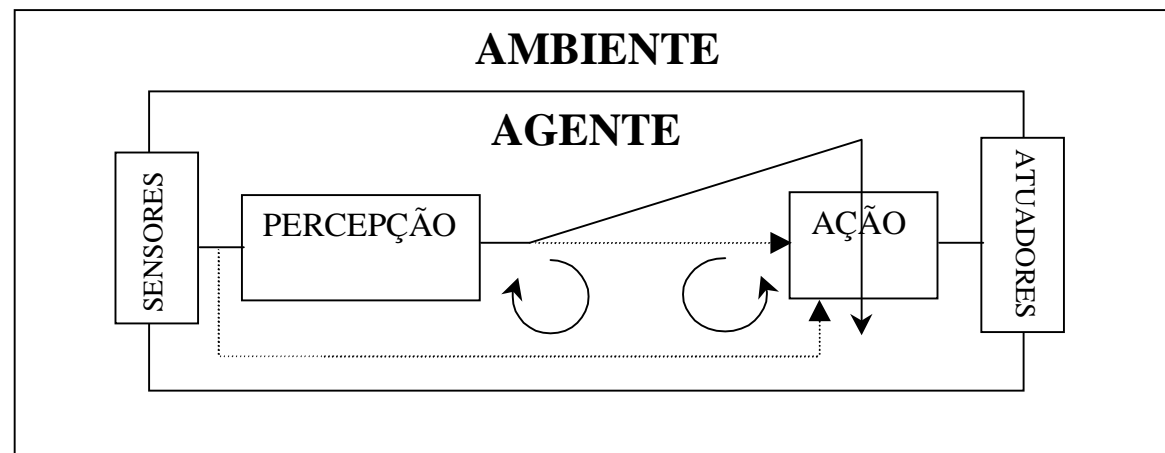 AMBIENTE
AGENTE
SENSORES
PERCEPÇÃO
AÇÃO
ATUADORES